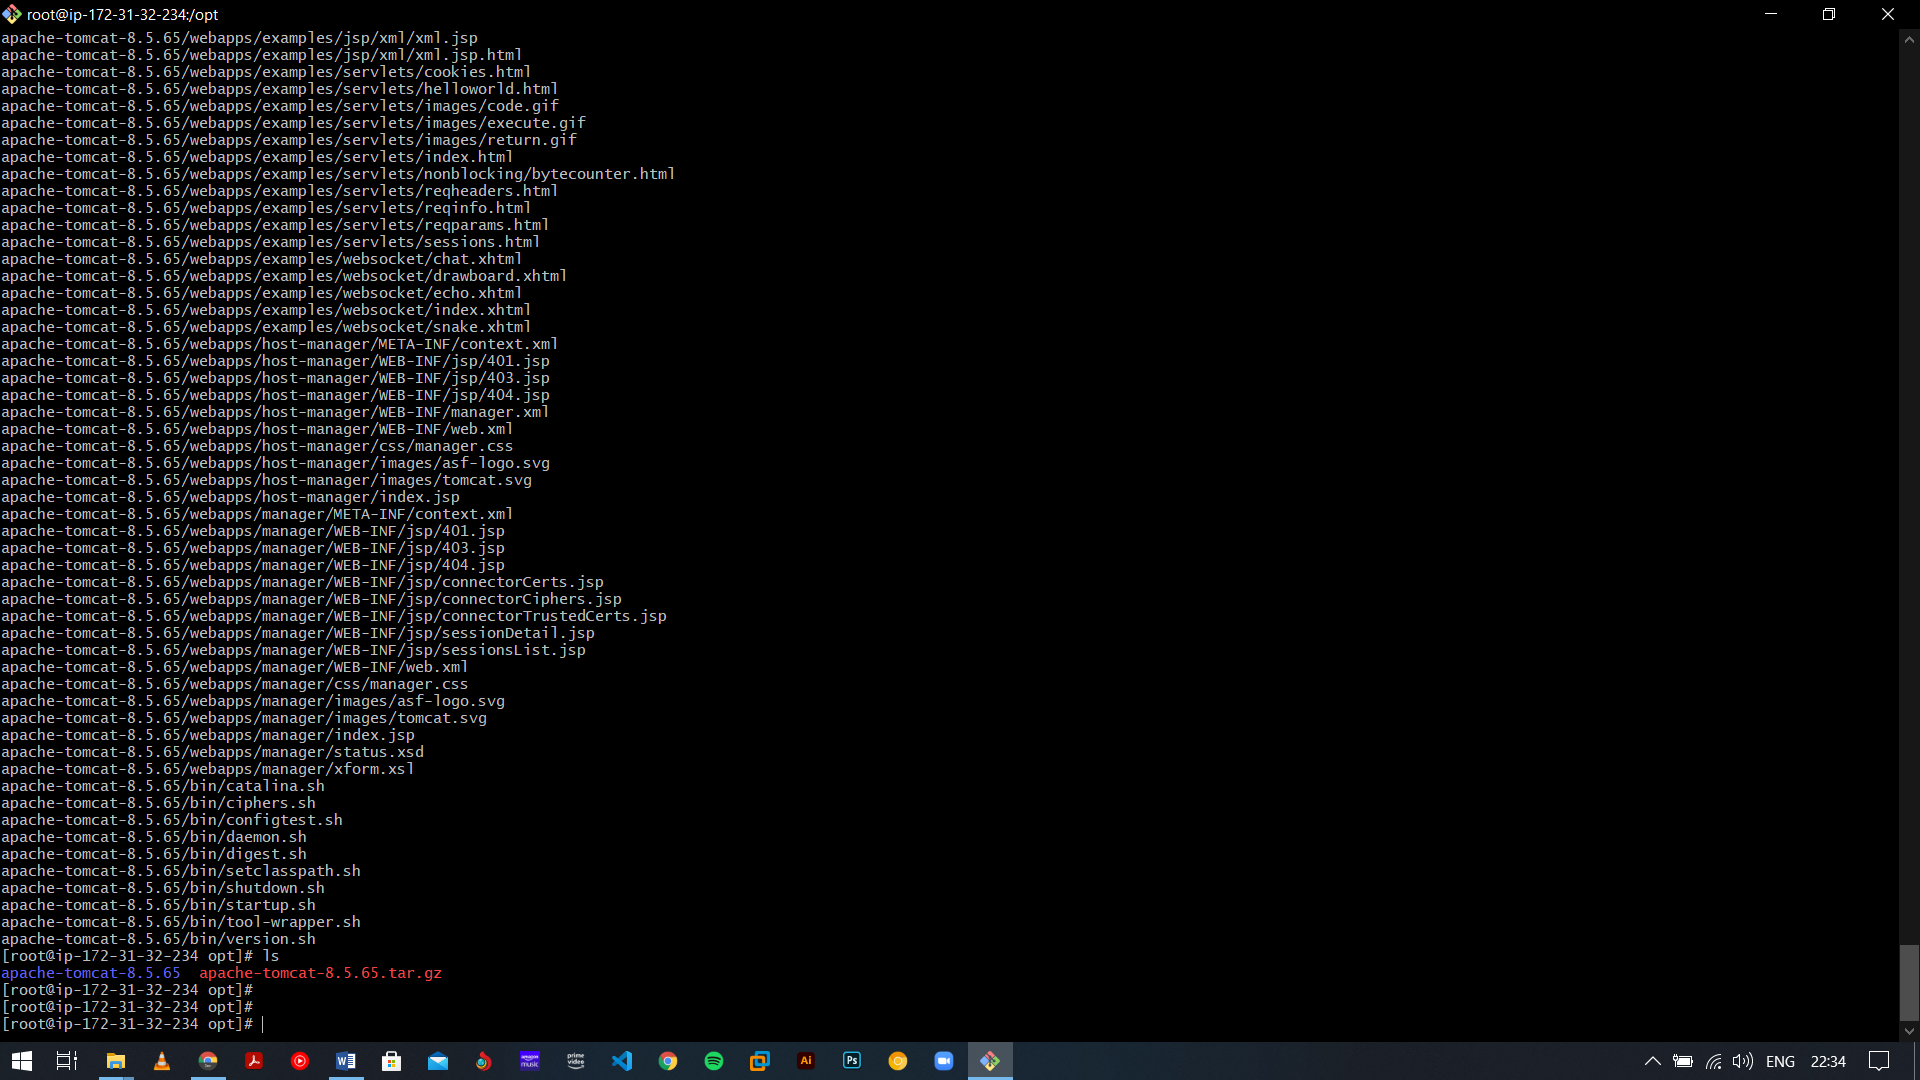 root@ip-172-31-32-234:/opt
apache-tomcat-8.5.65/webapps/examples/jsp/xml/xml.jsp
apache-tomcat-8.5.65/webapps/examples/jsp/xml/xml.jsp.html
apache-tomcat-8.5.65/webapps/examples/servlets/cookies.html
apache-tomcat-8.5.65/webapps/examples/servlets/helloworld.html
apache-tomcat-8.5.65/webapps/examples/servlets/images/code.gif
apache-tomcat-8.5.65/webapps/examples/servlets/images/execute.gif
apache-tomcat-8.5.65/webapps/examples/servlets/images/return.gif
apache-tomcat-8.5.65/webapps/examples/servlets/index.html
apache-tomcat-8.5.65/webapps/examples/servlets/nonblocking/bytecounter.html
apache-tomcat-8.5.65/webapps/examples/servlets/reqheaders.html
apache-tomcat-8.5.65/webapps/examples/servlets/reqinfo.html
apache-tomcat-8.5.65/webapps/examples/servlets/reqparams.html
apache-tomcat-8.5.65/webapps/examples/servlets/sessions.html
apache-tomcat-8.5.65/webapps/examples/websocket/chat.xhtml
apache-tomcat-8.5.65/webapps/examples/websocket/drawboard.xhtml
apache-tomcat-8.5.65/webapps/examples/websocket/echo.xhtml
apache-tomcat-8.5.65/webapps/examples/websocket/index.xhtml
apache-tomcat-8.5.65/webapps/examples/websocket/snake.xhtml
apache-tomcat-8.5.65/webapps/host-manager/META-INF/context.xml
apache-tomcat-8.5.65/webapps/host-manager/WEB-INF/jsp/401.jsp
apache-tomcat-8.5.65/webapps/host-manager/WEB-INF/jsp/403.jsp
apache-tomcat-8.5.65/webapps/host-manager/WEB-INF/jsp/404.jsp
apache-tomcat-8.5.65/webapps/host-manager/WEB-INF/manager.xml
apache-tomcat-8.5.65/webapps/host-manager/WEB-INF/web.xml
apache-tomcat-8.5.65/webapps/host-manager/css/manager.css
apache-tomcat-8.5.65/webapps/host-manager/images/asf-logo.svg
apache-tomcat-8.5.65/webapps/host-manager/images/tomcat.svg
apache-tomcat-8.5.65/webapps/host-manager/index.jsp
apache-tomcat-8.5.65/webapps/manager/META-INF/context.xml
apache-tomcat-8.5.65/webapps/manager/WEB-INF/jsp/401.jsp
apache-tomcat-8.5.65/webapps/manager/WEB-INF/jsp/403.jsp
apache-tomcat-8.5.65/webapps/manager/WEB-INF/jsp/404.jsp
apache-tomcat-8.5.65/webapps/manager/WEB-INF/jsp/connectorCerts.jsp
apache-tomcat-8.5.65/webapps/manager/WEB-INF/jsp/connectorCiphers.jsp
apache-tomcat-8.5.65/webapps/manager/WEB-INF/jsp/connectorTrustedCerts.jsp
apache-tomcat-8.5.65/webapps/manager/WEB-INF/jsp/sessionDetail.jsp
apache-tomcat-8.5.65/webapps/manager/WEB-INF/jsp/sessionsList.jsp
apache-tomcat-8.5.65/webapps/manager/WEB-INF/web.xml
apache-tomcat-8.5.65/webapps/manager/css/manager.css
apache-tomcat-8.5.65/webapps/manager/images/asf-logo.svg
apache-tomcat-8.5.65/webapps/manager/images/tomcat.svg
apache-tomcat-8.5.65/webapps/manager/index.jsp
apache-tomcat-8.5.65/webapps/manager/status.xsd
apache-tomcat-8.5.65/webapps/manager/xform.xsl
apache-tomcat-8.5.65/bin/catalina.sh
apache-tomcat-8.5.65/bin/ciphers.sh
apache-tomcat-8.5.65/bin/configtest.sh
apache-tomcat-8.5.65/bin/daemon.sh
apache-tomcat-8.5.65/bin/digest.sh
apache-tomcat-8.5.65/bin/setclasspath.sh
apache-tomcat-8.5.65/bin/shutdown.sh
apache-tomcat-8.5.65/bin/startup.sh
apache-tomcat-8.5.65/bin/tool-wrapper.sh
apache-tomcat-8.5.65/bin/version.sh
[root@ip-172-31-32-234 opt]# ls
apache-tomcat-8.5.65  apache-tomcat-8.5.65.tar.gz
[root@ip-172-31-32-234 opt]#
[root@ip-172-31-32-234 opt]#
[root@ip-172-31-32-234 opt]#
W amazon music prime video Ai Ps ENG 22:34